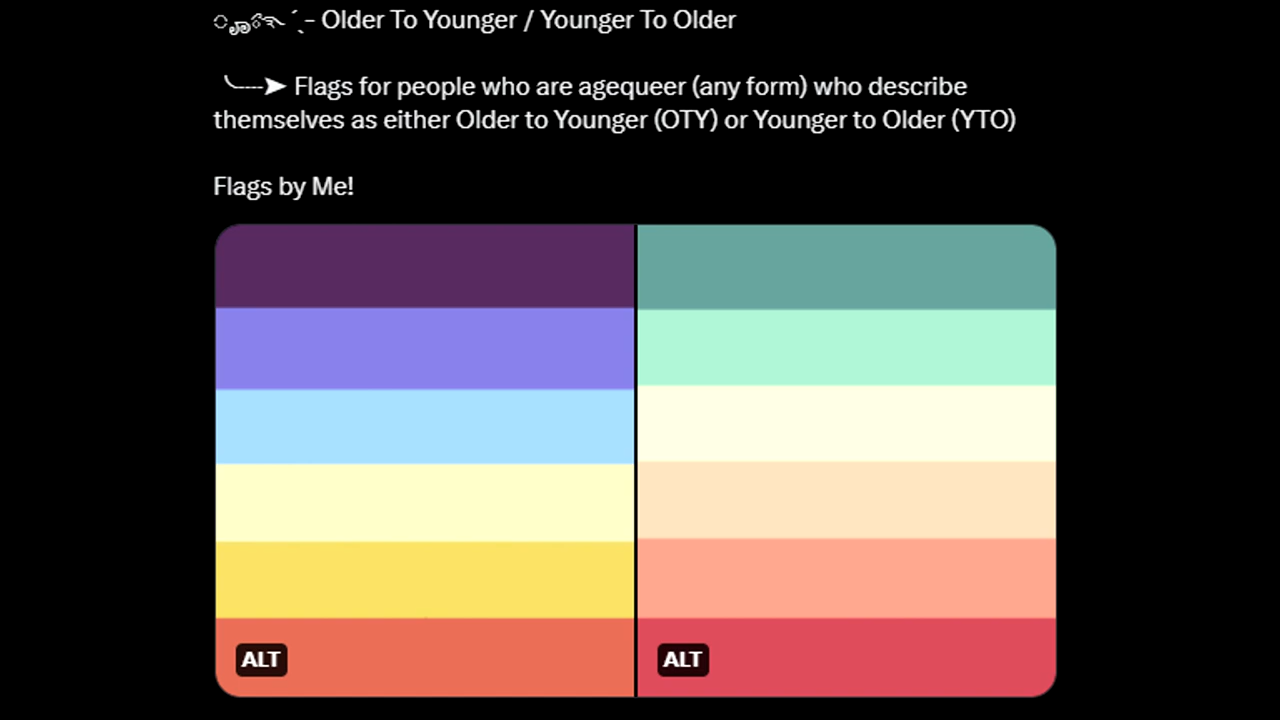 - Older To Younger / Younger To Older
╰┈➤ Flags for people who are agequeer (any form) who describe
themselves as either Older to Younger (OTY) or Younger to Older (YTO)
Flags by Me!
ALT
ALT